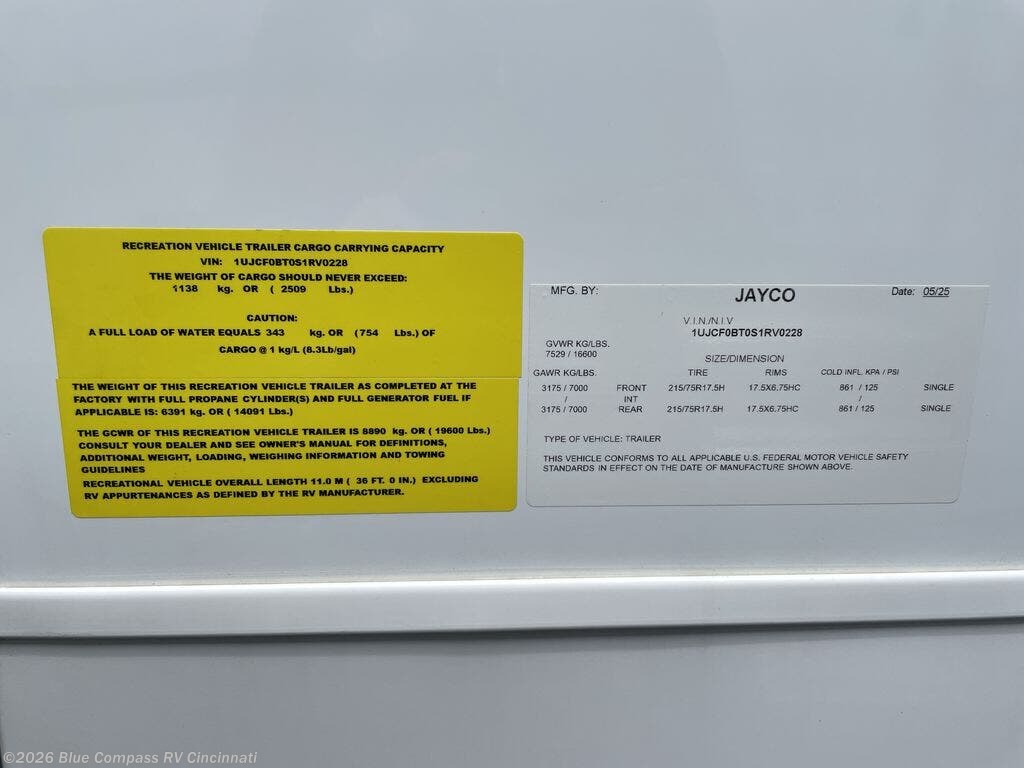 RECREATION VEHICLE TRAILER CARGO CARRYING CAPACITY
VIN: 1UJCF0BT0S1RV0228
THE WEIGHT OF CARGO SHOULD NEVER EXCEED:
1138 kg. OR ( 2509 Lbs.)
CAUTION:
A FULL LOAD OF WATER EQUALS 343 kg. OR (754 Lbs.) OF
CARGO @ 1 kg/L (8.3Lb/gal)
THE WEIGHT OF THIS RECREATION VEHICLE TRAILER AS COMPLETED AT THE
FACTORY WITH FULL PROPANE CYLINDER(S) AND FULL GENERATOR FUEL IF
APPLICABLE IS: 6391 kg. OR ( 14091 Lbs.)
THE GCWR OF THIS RECREATION VEHICLE TRAILER IS 8890 kg. OR ( 19600 Lbs.)
CONSULT YOUR DEALER AND SEE OWNER'S MANUAL FOR DEFINITIONS,
ADDITIONAL WEIGHT, LOADING, WEIGHING INFORMATION AND TOWING
GUIDELINES
RECREATIONAL VEHICLE OVERALL LENGTH 11.0 M ( 36 FT. 0 IN.) EXCLUDING
RV APPURTENANCES AS DEFINED BY THE RV MANUFACTURER.
MFG. BY: JAYCO Date: 05/25
V.I.N./N.I.V
1UJCF0BT0S1RV0228
GVWR KG/LBS.
7529 / 16600
SIZE/DIMENSION
GAWR KG/LBS. TIRE RIMS COLD INFL. KPA / PSI
3175 / 7000 FRONT 215/75R17.5H 17.5X6.75HC 861 / 125 SINGLE
/ INT /
3175 / 7000 REAR 215/75R17.5H 17.5X6.75HC 861 / 125 SINGLE
TYPE OF VEHICLE: TRAILER
THIS VEHICLE CONFORMS TO ALL APPLICABLE U.S. FEDERAL MOTOR VEHICLE SAFETY
STANDARDS IN EFFECT ON THE DATE OF MANUFACTURE SHOWN ABOVE.
©2026 Blue Compass RV Cincinnati